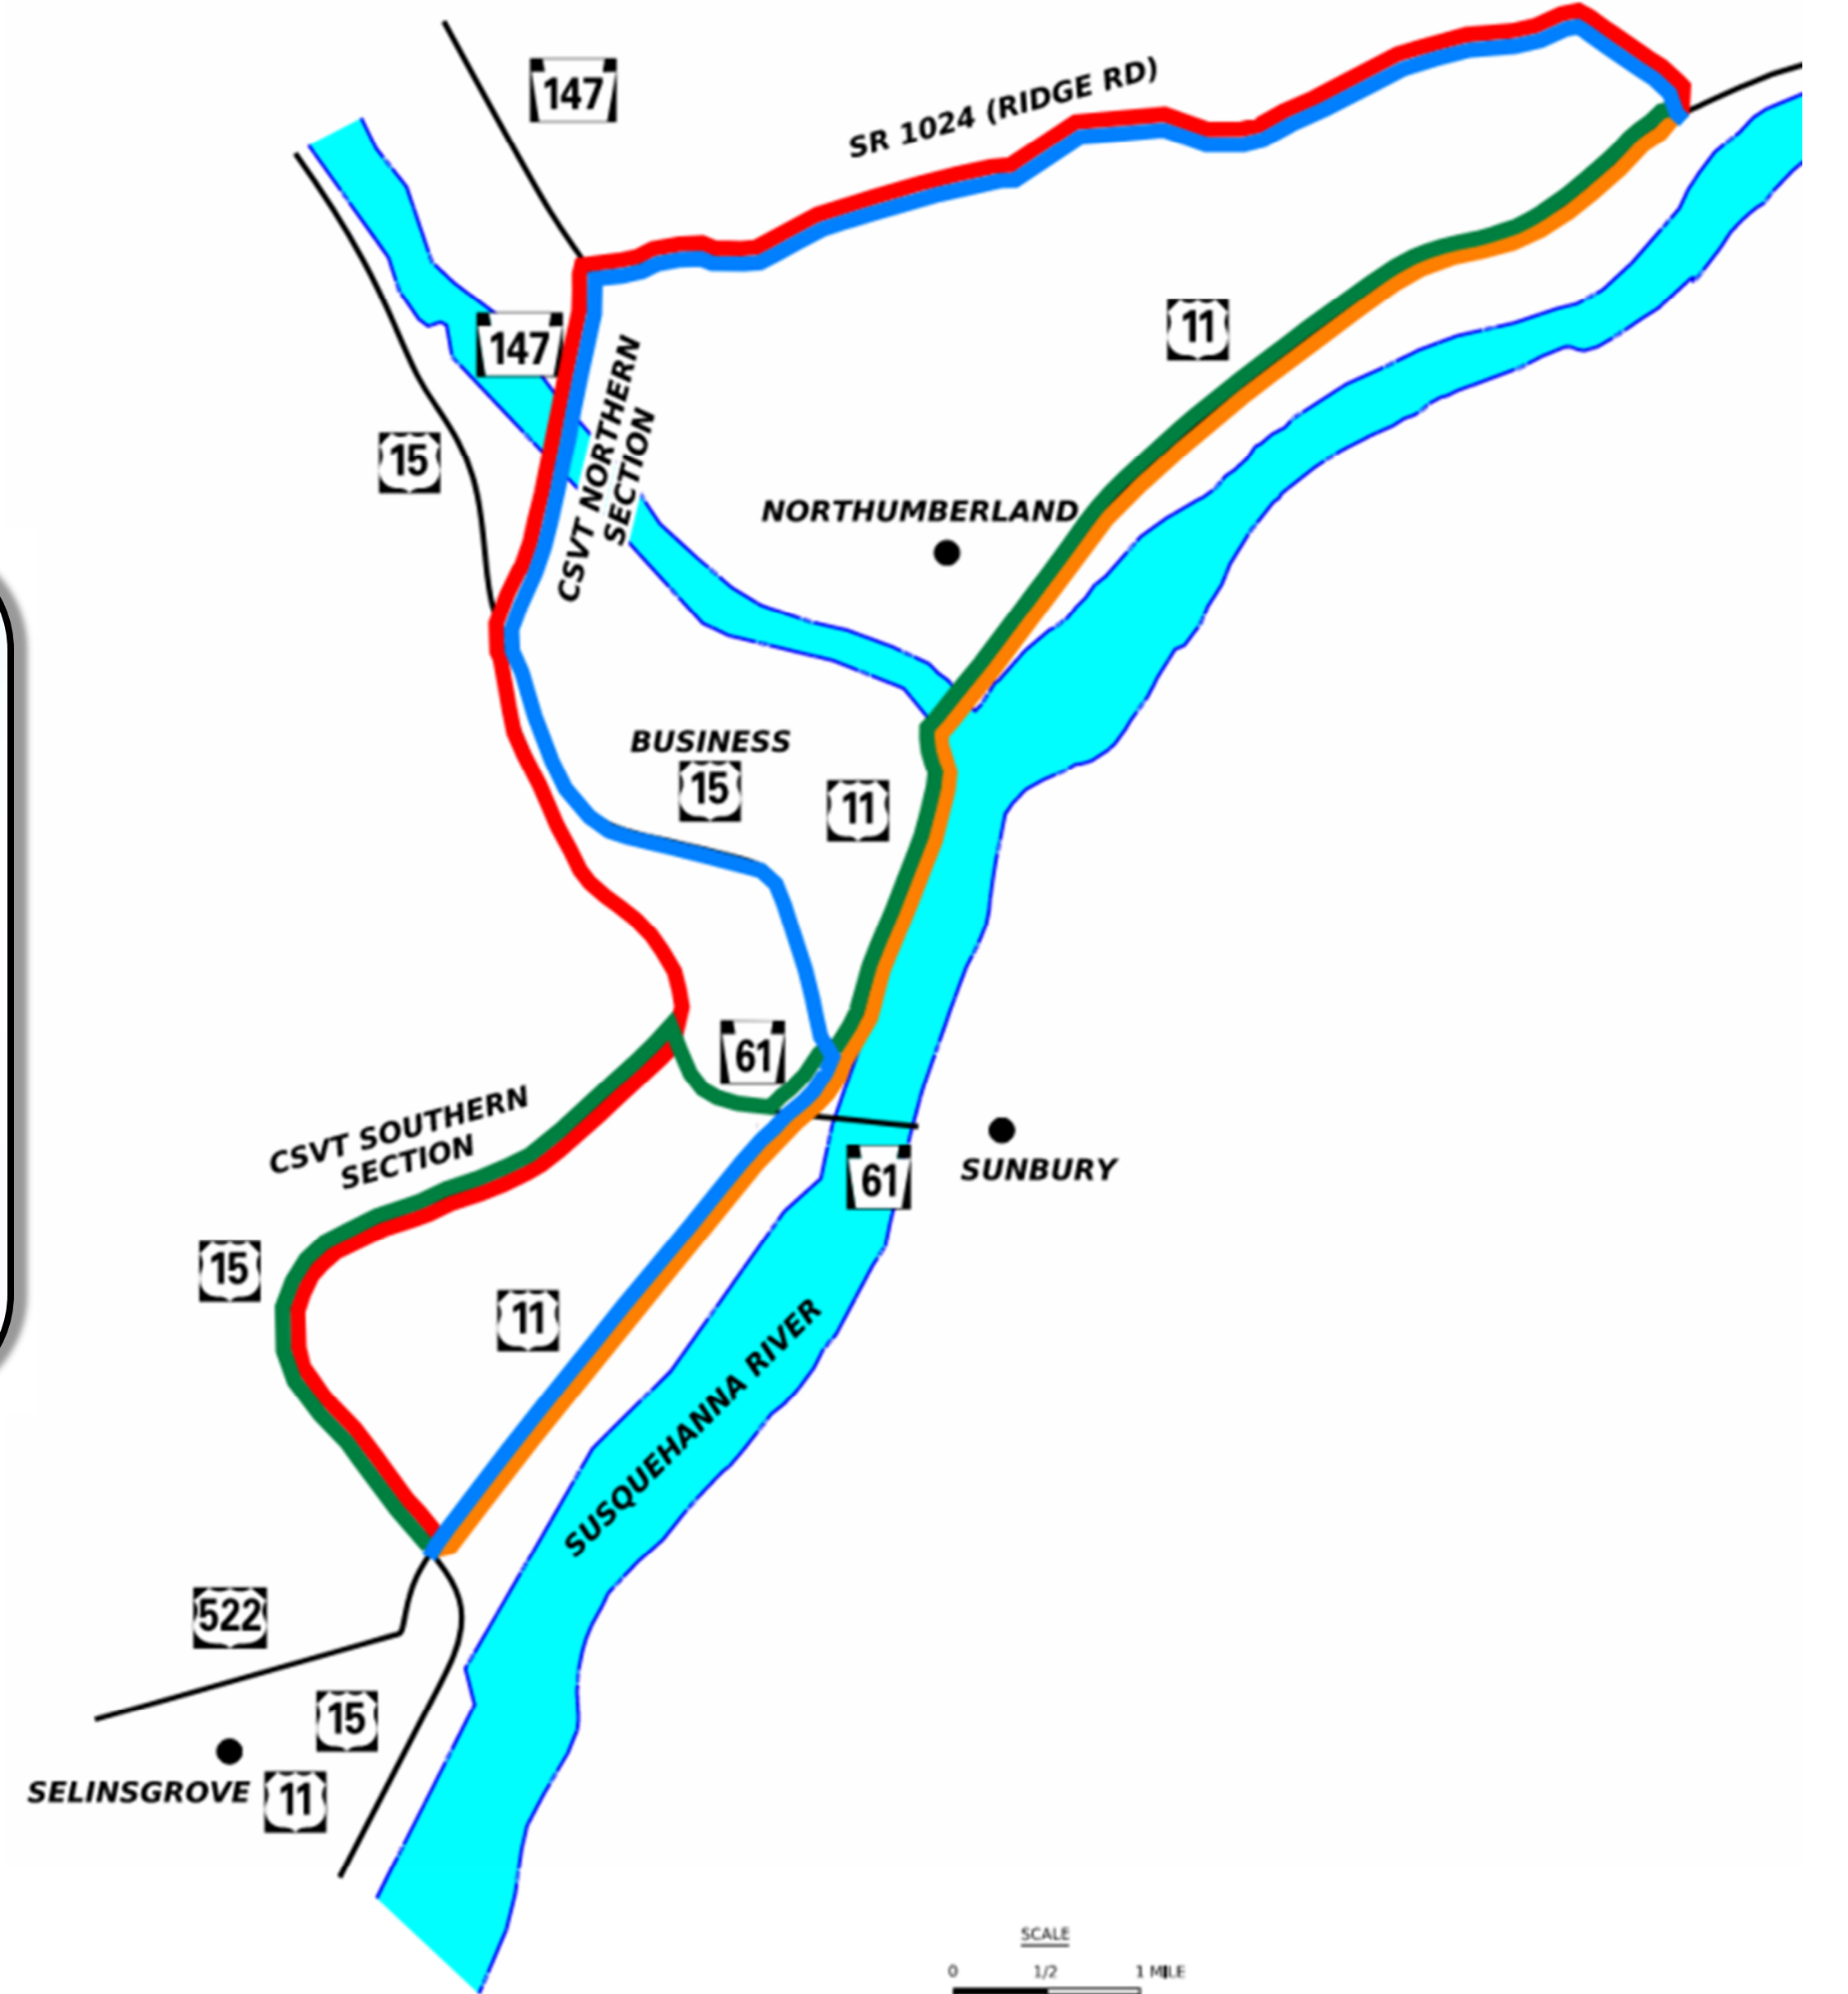 147
SR 1024 (RIDGE RD)
147
11
CSVT NORTHERN
SECTION
15
NORTHUMBERLAND
BUSINESS
15
11
61
CSVT SOUTHERN
SECTION
SUNBURY
61
15
11
SUSQUEHANNA RIVER
522
15
SELINSGROVE
11
SCALE
0 1/2 1 MILE